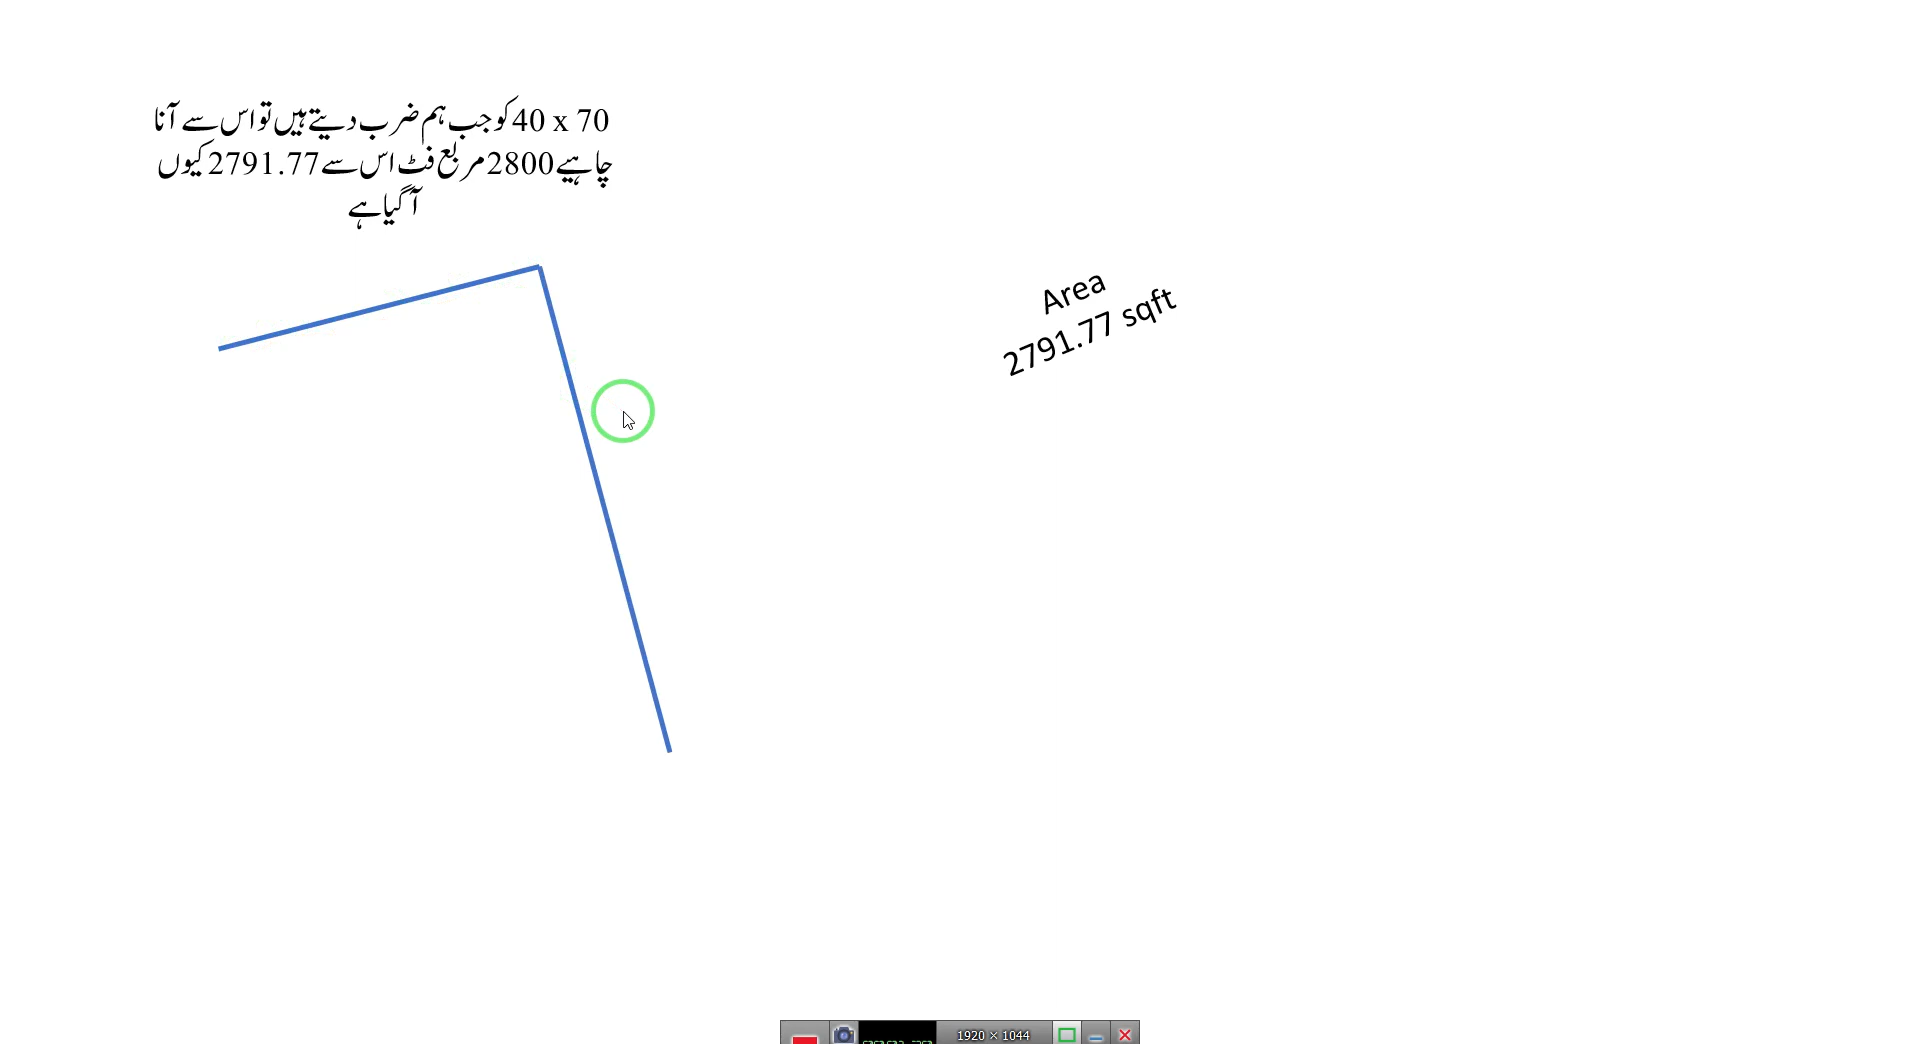 40 x 70 کو جب ہم ضرب دیتے ہیں تو اس سے آنا
چاہیے 2800 مربع فٹ اس سے 2791.77 کیوں
آگیا ہے
Area
2791.77 sqft
1920 × 1044